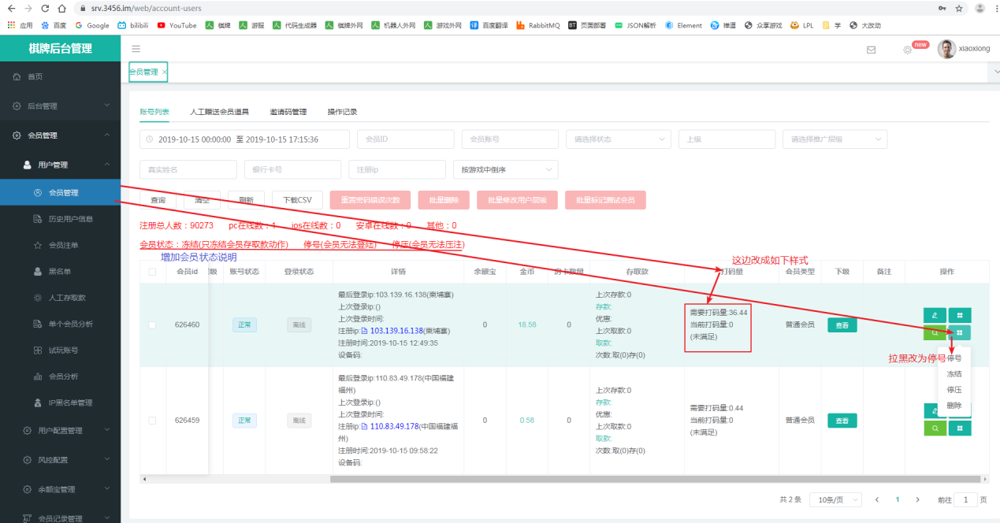 srv.3456.im/web/account-users
应用 百度 Google bilibili YouTube 棋牌 游服 代码生成器 棋牌外网 机器人外网 游戏外网 百度翻译 RabbitMQ 页面部署 JSON解析 Element 禅道 众享游戏 LPL 学 大改动
棋牌后台管理
new
xiaoxiong
会员管理 ×
首页
后台管理
会员管理
用户管理
会员管理
历史用户信息
会员注单
黑名单
人工存取款
单个会员分析
试玩账号
会员分析
IP黑名单管理
用户配置管理
风控配置
余额宝管理
会员记录管理
账号列表 人工赠送会员道具 邀请码管理 操作记录
2019-10-15 00:00:00 至 2019-10-15 17:15:36 会员ID 会员账号 请选择状态 上级 请选择推广层级
真实姓名 银行卡号 注册ip 按游戏中倒序
查询 清空 刷新 下载CSV 重置密码错误次数 批量删除 批量修改用户层级 批量标记测试会员
注册总人数：90273 pc在线数：1 ios在线数：0 安卓在线数：0 其他：0
会员状态：冻结(只冻结会员存取款动作) 停号(会员无法登陆) 停压(会员无法压注)
增加会员状态说明
这边改成如下样式
会员id 级 账号状态 登录状态 详情 余额宝 金币 房卡数量 存取款 打码量 会员类型 下级 备注 操作
626460 正常 离线
最后登录ip:103.139.16.138(柬埔寨)
上次登录ip:()
上次登录时间:
注册ip: 103.139.16.138(柬埔寨)
注册时间:2019-10-15 12:49:35
设备码:
0 18.58 0
上次存款:0
存款:
优惠:
上次取款:0
取款:
次数:取(0)存(0)
需要打码量:36.44
当前打码量:0
(未满足)
普通会员 查看
拉黑改为停号
停号
冻结
停压
删除
626459 正常 离线
最后登录ip:110.83.49.178(中国福建
福州)
上次登录ip:()
上次登录时间:
注册ip: 110.83.49.178(中国福建福
州)
注册时间:2019-10-15 09:58:22
设备码:
0 0.58 0
上次存款:0
存款:
优惠:
上次取款:0
取款:
次数:取(0)存(0)
需要打码量:0.44
当前打码量:0
(未满足)
普通会员 查看
共 2 条 10条/页 1 前往 1 页